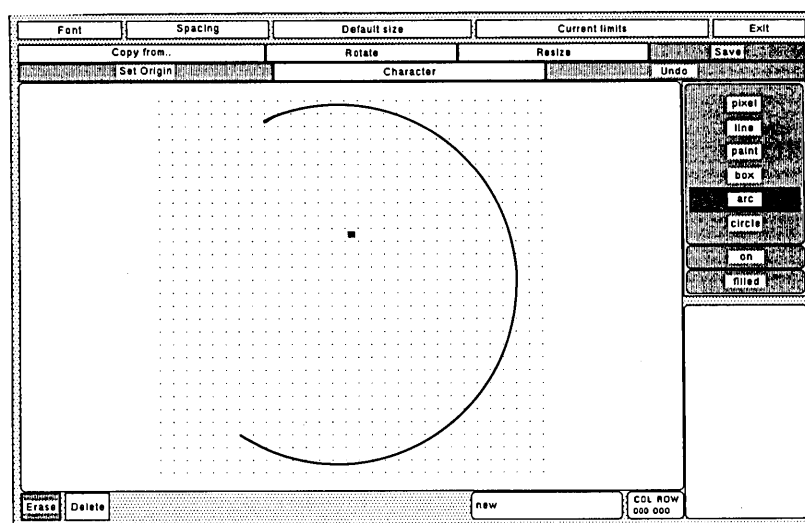 Font Spacing Default size Current limits Exit
Copy from.. Rotate Resize Save
Set Origin Character Undo
pixel
line
paint
box
arc
circle
on
filled
Erase Delete new COL ROW
000 000